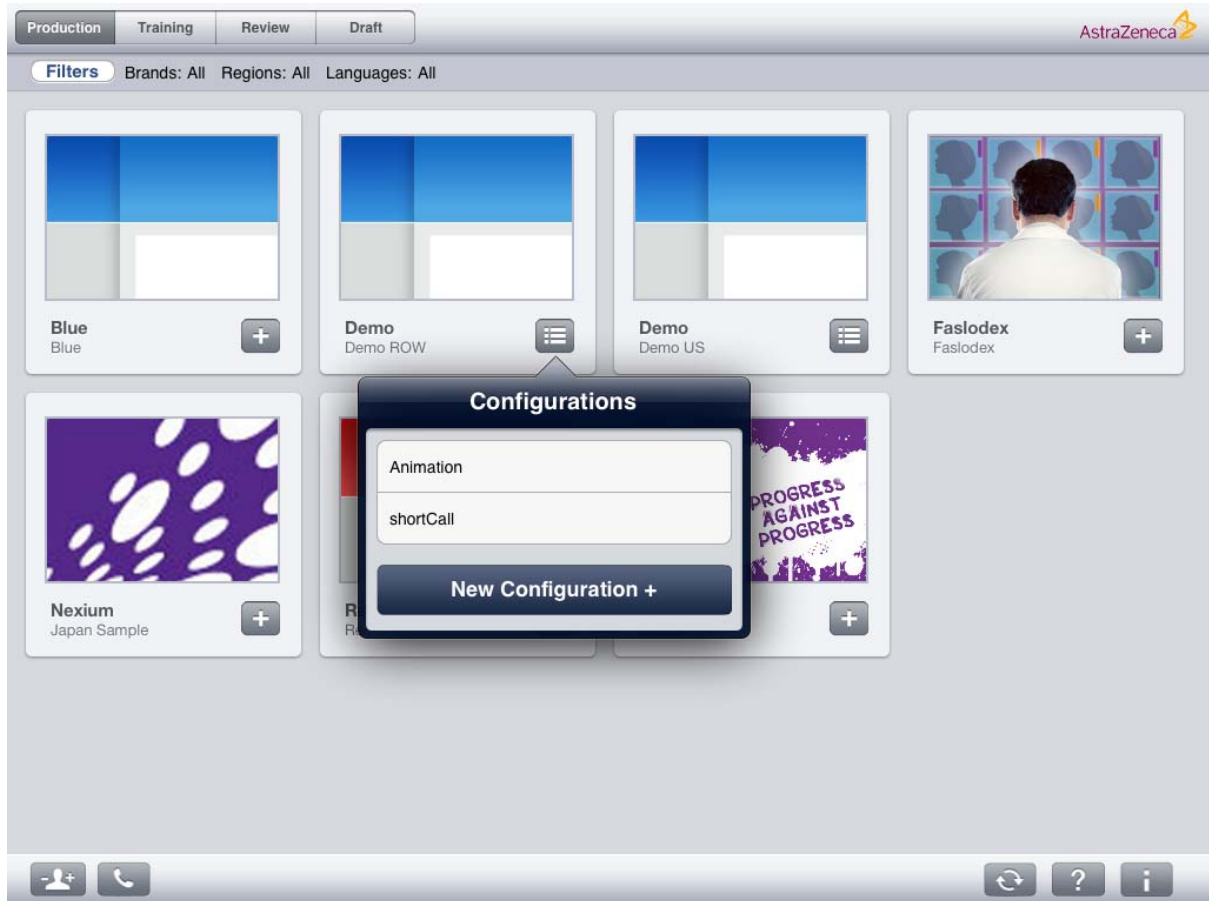 Production Training Review Draft
AstraZeneca
Filters Brands: All Regions: All Languages: All
Blue
Blue
Demo
Demo ROW
Demo
Demo US
Faslodex
Faslodex
Configurations
Animation
shortCall
New Configuration +
PROGRESS
AGAINST
PROGRESS
Nexium
Japan Sample